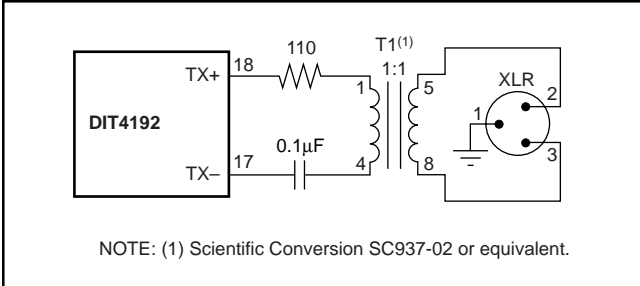 110
T1(1)
1:1
XLR
TX+
18
1
5
2
1
DIT4192
0.1μF
TX–
17
4
8
3
NOTE: (1) Scientific Conversion SC937-02 or equivalent.